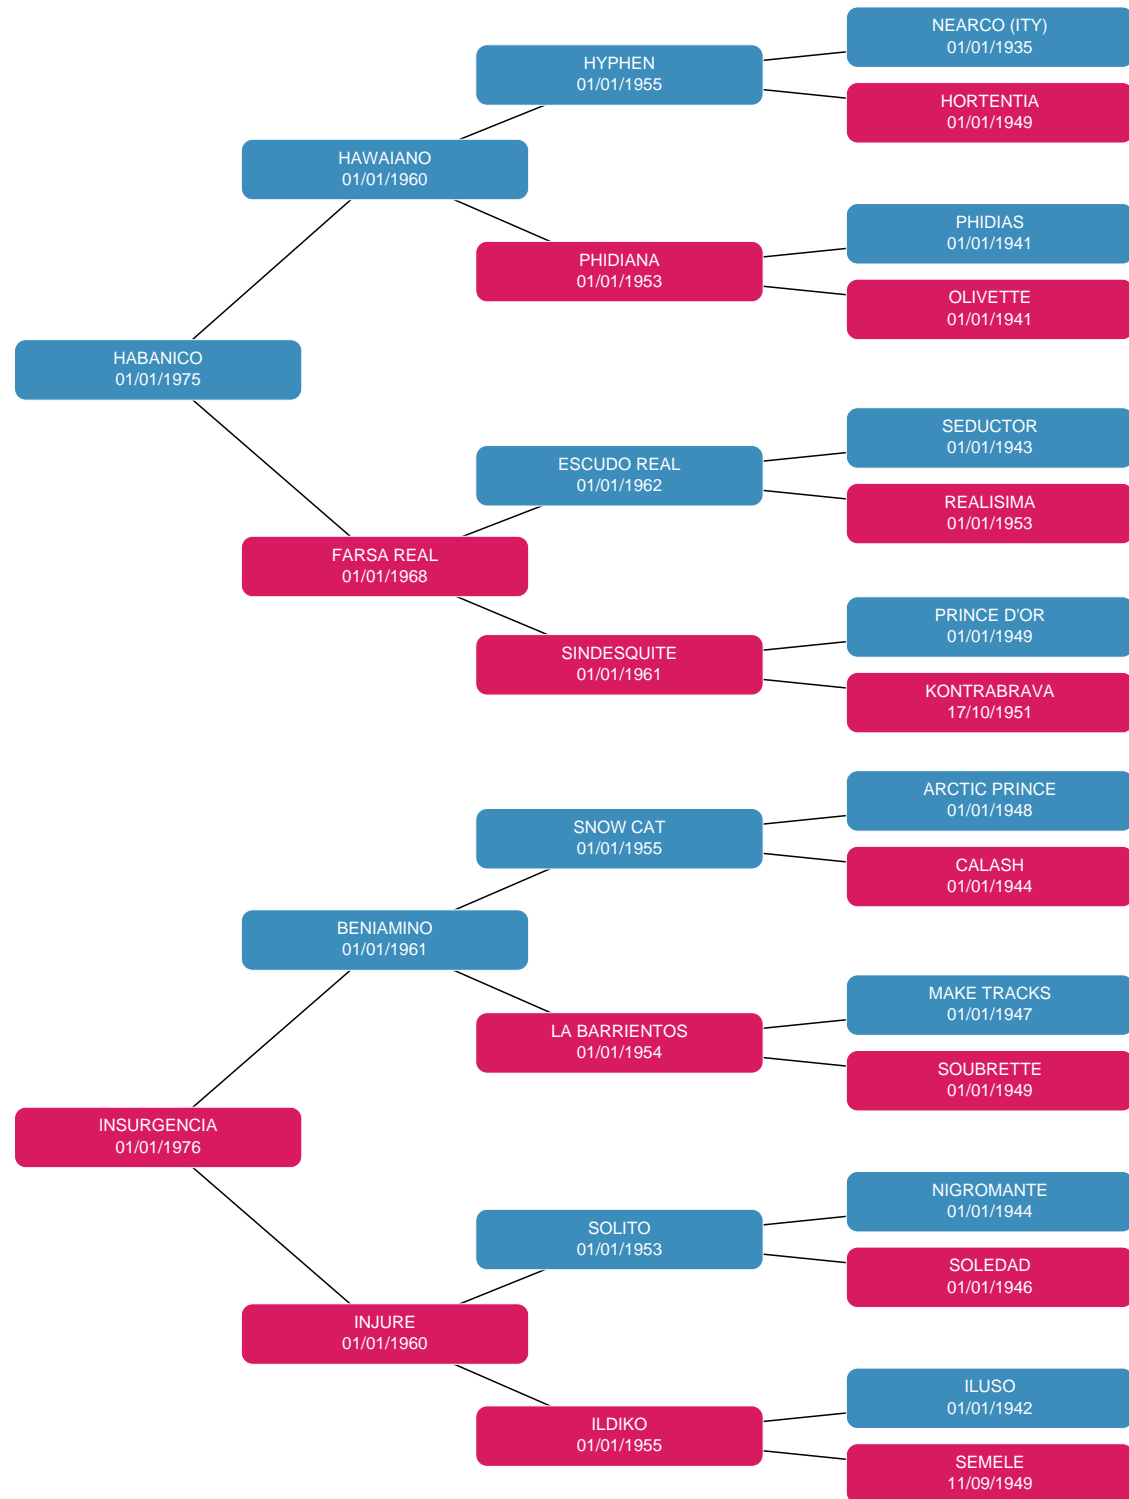 NEARCO (ITY)
01/01/1935
HYPHEN
01/01/1955
HORTENTIA
01/01/1949
HAWAIANO
01/01/1960
PHIDIAS
01/01/1941
PHIDIANA
01/01/1953
OLIVETTE
01/01/1941
HABANICO
01/01/1975
SEDUCTOR
01/01/1943
ESCUDO REAL
01/01/1962
REALISIMA
01/01/1953
FARSA REAL
01/01/1968
PRINCE D'OR
01/01/1949
SINDESQUITE
01/01/1961
KONTRABRAVA
17/10/1951
ARCTIC PRINCE
01/01/1948
SNOW CAT
01/01/1955
CALASH
01/01/1944
BENIAMINO
01/01/1961
MAKE TRACKS
01/01/1947
LA BARRIENTOS
01/01/1954
SOUBRETTE
01/01/1949
INSURGENCIA
01/01/1976
NIGROMANTE
01/01/1944
SOLITO
01/01/1953
SOLEDAD
01/01/1946
INJURE
01/01/1960
ILUSO
01/01/1942
ILDIKO
01/01/1955
SEMELE
11/09/1949